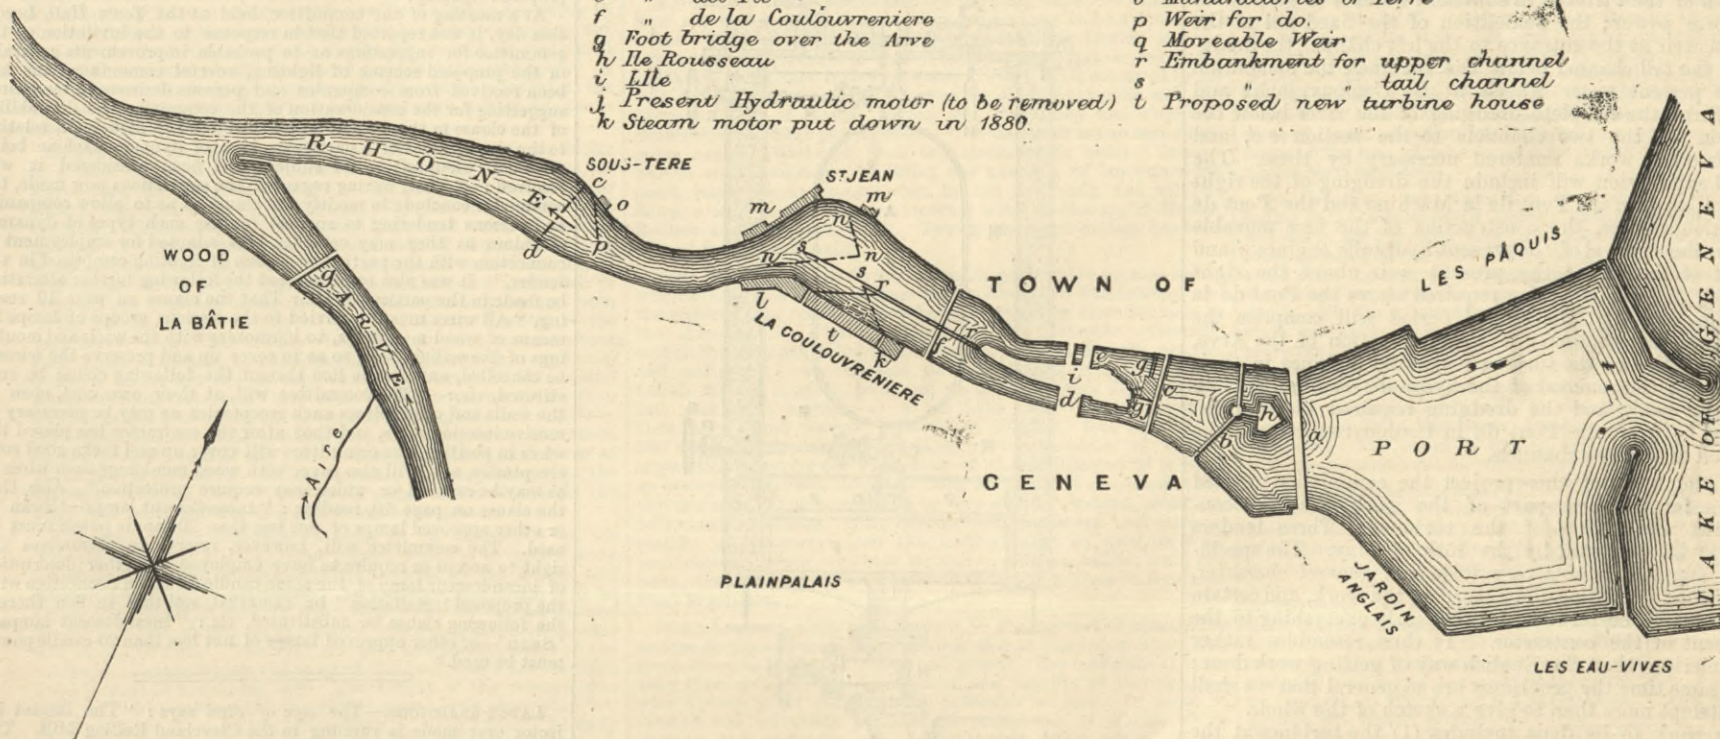 f " de la Coulouvreniere
g Foot bridge over the Arve
h Ile Rousseau
i L'Ile
j Present Hydraulic motor (to be removed)
k Steam motor put down in 1880.
p Weir for do.
q Moveable Weir
r Embankment for upper channel
s " " tail channel
t Proposed new turbine house
RHÔNE
SOUS-TERE
c
o
d
p
ST JEAN
m
m
n
n
n
s
s
r
r
l
t
k
f
LA COULOUVRENIERE
WOOD
OF
LA BÂTIE
g
ARVE
Aire
TOWN OF
GENEVA
i
d
c
g
gj
c
b
h
a
PORT
LES PÂQUIS
LAKE OF GENEVA
JARDIN
ANGLAIS
PLAINPALAIS
LES EAU-VIVES